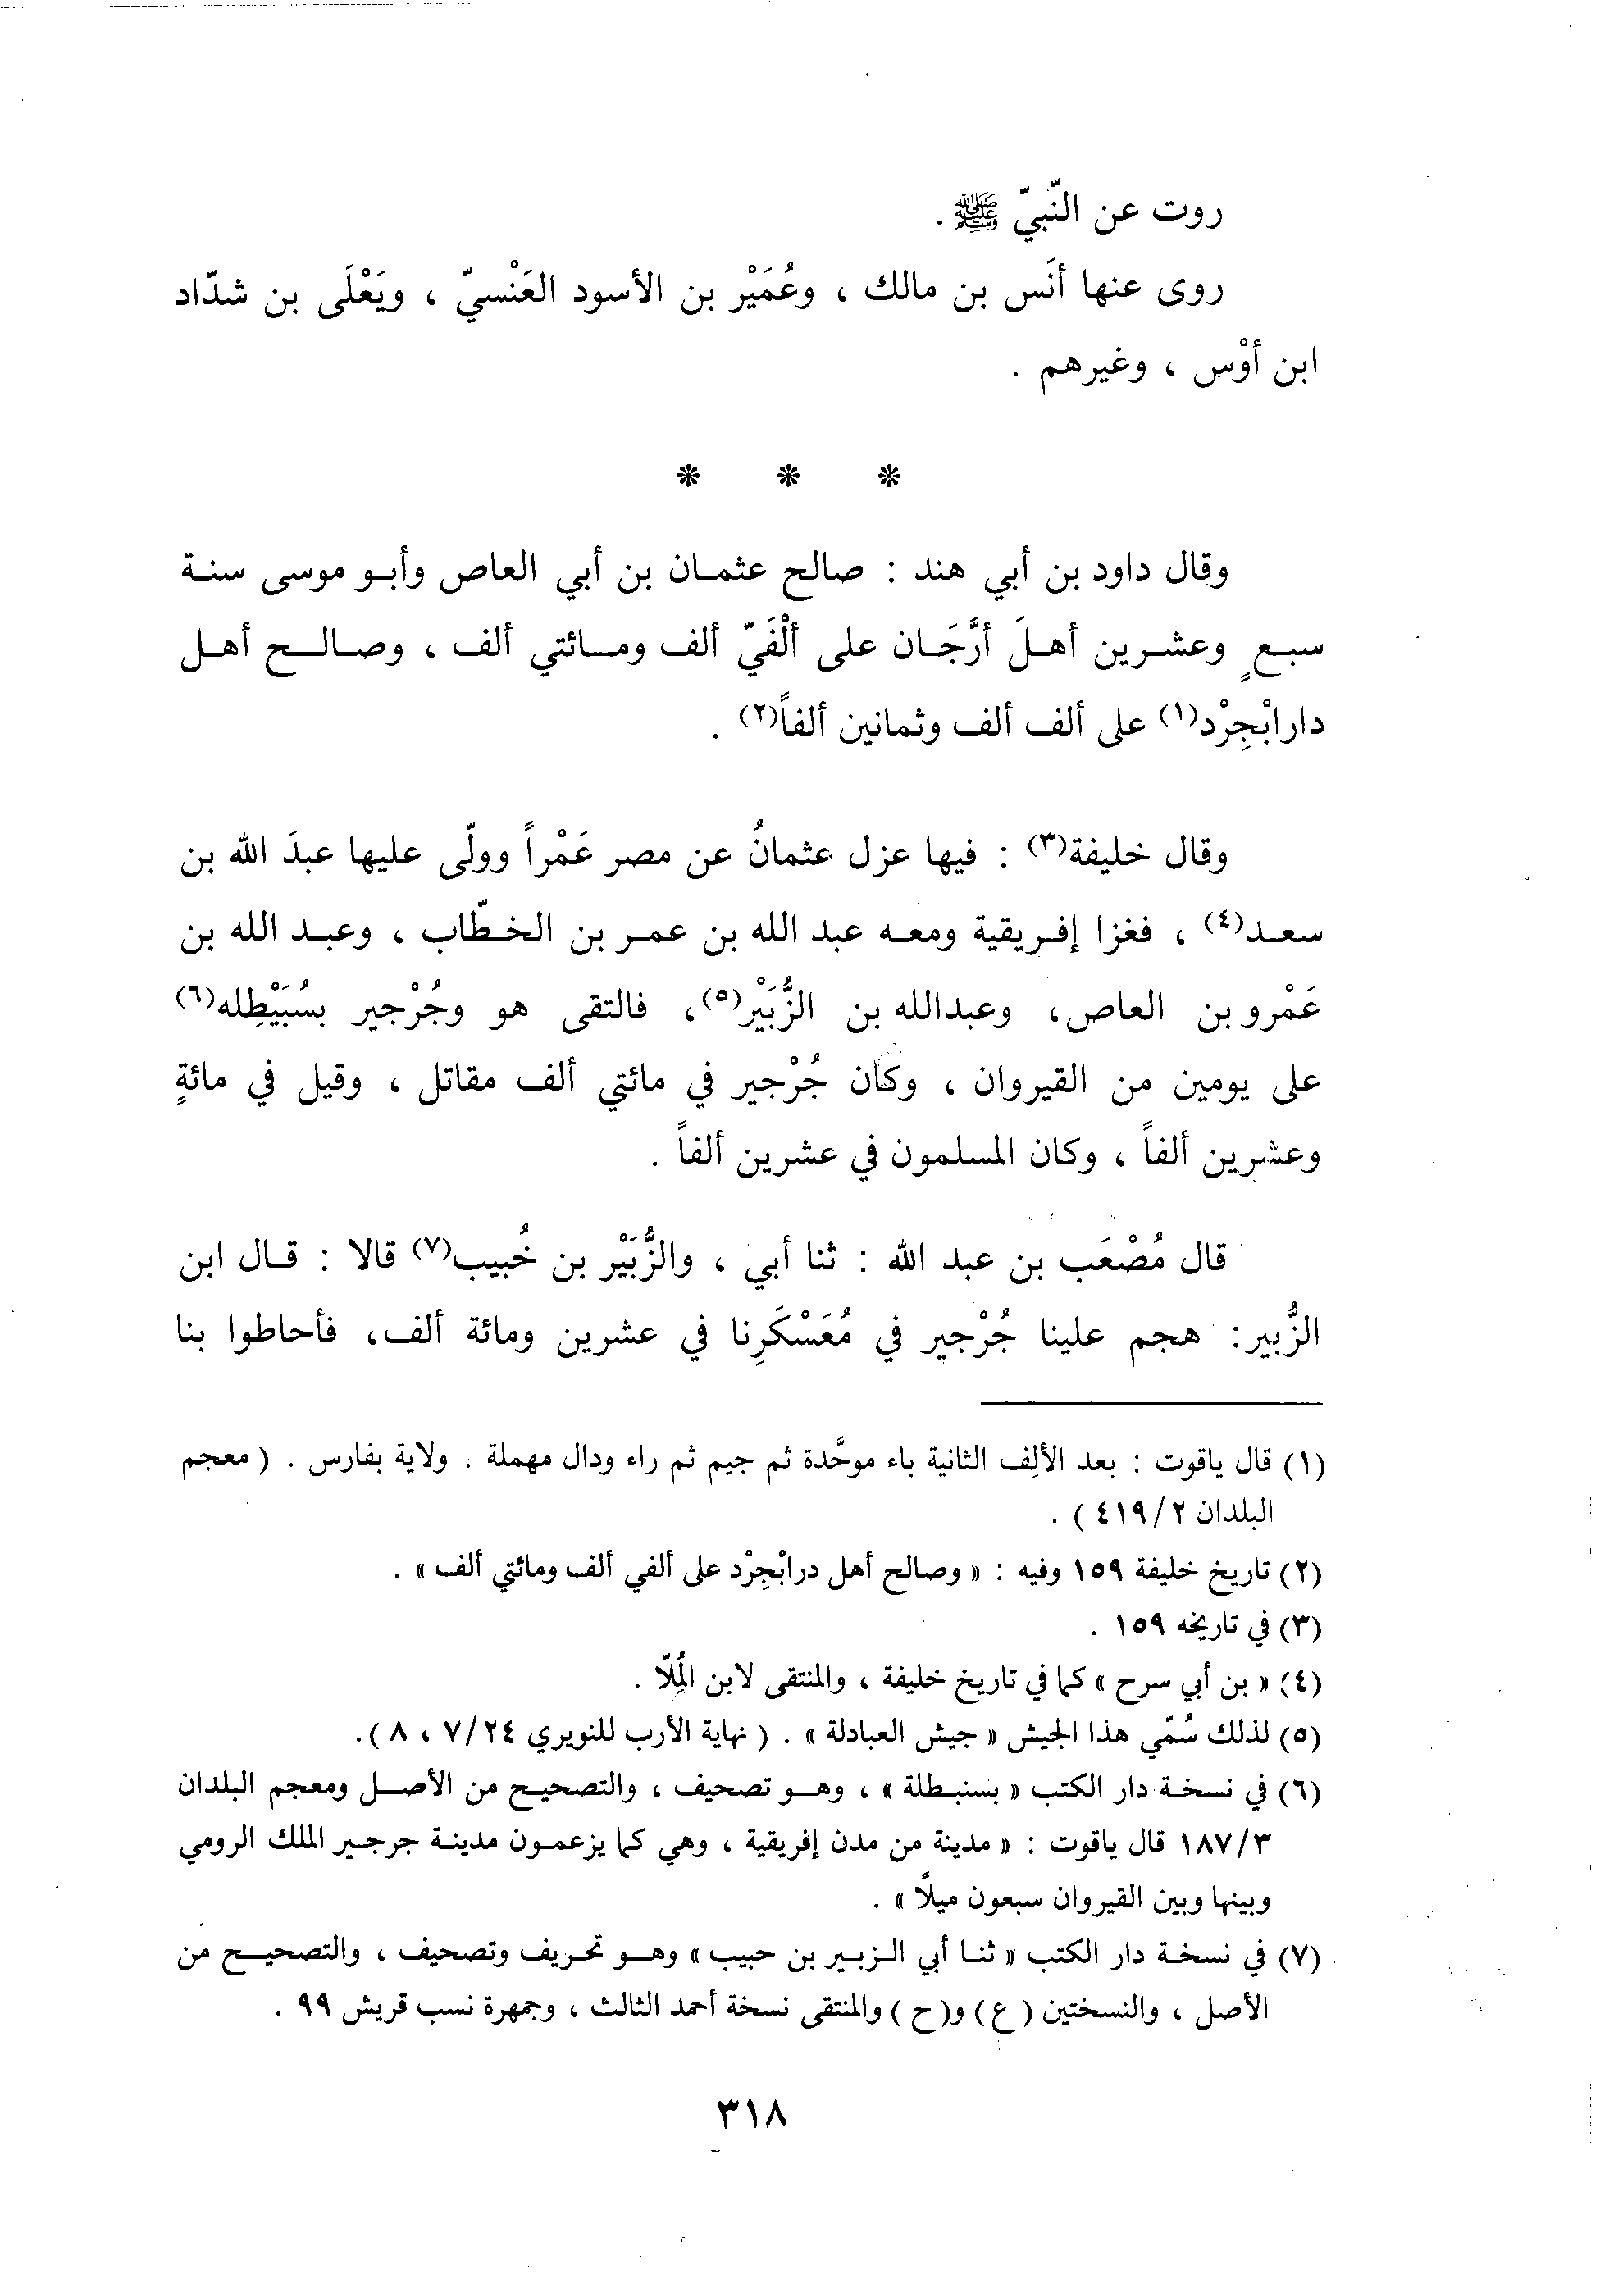 روت عن النّبيّ ﷺ .
روى عنها أنَس بن مالك ، وعُمَيْر بن الأسود العَنْسيّ ، ويَعْلَى بن شدّاد
ابن أوْس ، وغيرهم .
* * *
وقال داود بن أبي هند : صالح عثمان بن أبي العاص وأبو موسى سنة
سبعٍ وعشرين أهلَ أرَّجَان على ألْفَيّ ألف ومائتي ألف ، وصالح أهل
دارابْجِرْد(١) على ألف ألف وثمانين ألفاً(٢) .
وقال خليفة(٣) : فيها عزل عثمانُ عن مصر عَمْراً وولّى عليها عبدَ الله بن
سعد(٤) ، فغزا إفريقية ومعه عبد الله بن عمر بن الخطّاب ، وعبد الله بن
عَمْرو بن العاص، وعبدالله بن الزُّبَيْر(٥)، فالتقى هو وجُرْجير بسُبَيْطِله(٦)
على يومين من القيروان ، وكان جُرْجير في مائتي ألف مقاتل ، وقيل في مائةٍ
وعشرين ألفاً ، وكان المسلمون في عشرين ألفاً .
قال مُصْعَب بن عبد الله : ثنا أبي ، والزُّبَيْر بن خُبيب(٧) قالا : قال ابن
الزُّبير: هجم علينا جُرْجير في مُعَسْكَرِنا في عشرين ومائة ألف، فأحاطوا بنا
(١) قال ياقوت : بعد الألِف الثانية باء موحَّدة ثم جيم ثم راء ودال مهملة . ولاية بفارس . ( معجم
البلدان ٢/٤١٩ ) .
(٢) تاريخ خليفة ١٥٩ وفيه : « وصالح أهل درابْجِرْد على ألفي ألف ومائتي ألف » .
(٣) في تاريخه ١٥٩ .
(٤) « بن أبي سرح » كما في تاريخ خليفة ، والمنتقى لابن المُلّا .
(٥) لذلك سُمّي هذا الجيش « جيش العبادلة » . ( نهاية الأرب للنويري ٢٤/٧ ، ٨ ).
(٦) في نسخة دار الكتب « بسنبطلة » ، وهو تصحيف ، والتصحيح من الأصل ومعجم البلدان
٣/١٨٧ قال ياقوت : « مدينة من مدن إفريقية ، وهي كما يزعمون مدينة جرجير الملك الرومي
وبينها وبين القيروان سبعون ميلاً » .
(٧) في نسخة دار الكتب « ثنا أبي الزبير بن حبيب » وهو تحريف وتصحيف ، والتصحيح من
الأصل ، والنسختين ( ع ) و( ح ) والمنتقى نسخة أحمد الثالث ، وجمهرة نسب قريش ٩٩ .
٣١٨